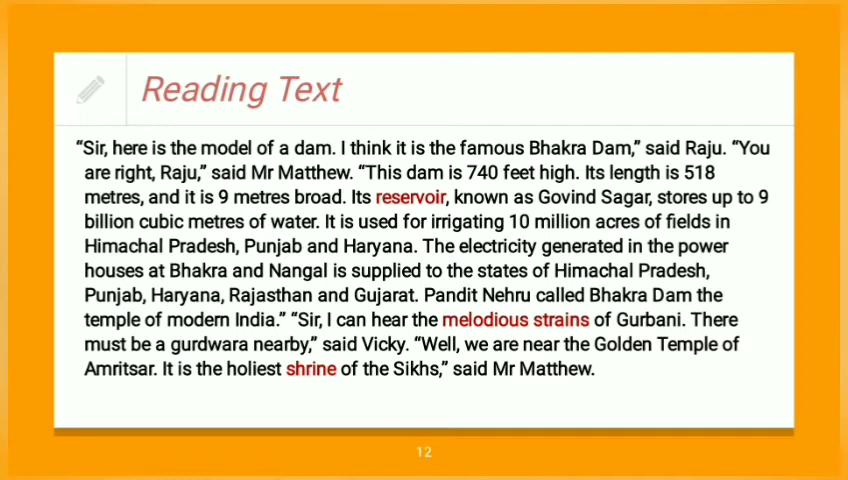 Reading Text
“Sir, here is the model of a dam. I think it is the famous Bhakra Dam,” said Raju. “You
are right, Raju,” said Mr Matthew. “This dam is 740 feet high. Its length is 518
metres, and it is 9 metres broad. Its reservoir, known as Govind Sagar, stores up to 9
billion cubic metres of water. It is used for irrigating 10 million acres of fields in
Himachal Pradesh, Punjab and Haryana. The electricity generated in the power
houses at Bhakra and Nangal is supplied to the states of Himachal Pradesh,
Punjab, Haryana, Rajasthan and Gujarat. Pandit Nehru called Bhakra Dam the
temple of modern India.” “Sir, I can hear the melodious strains of Gurbani. There
must be a gurdwara nearby,” said Vicky. “Well, we are near the Golden Temple of
Amritsar. It is the holiest shrine of the Sikhs,” said Mr Matthew.
12